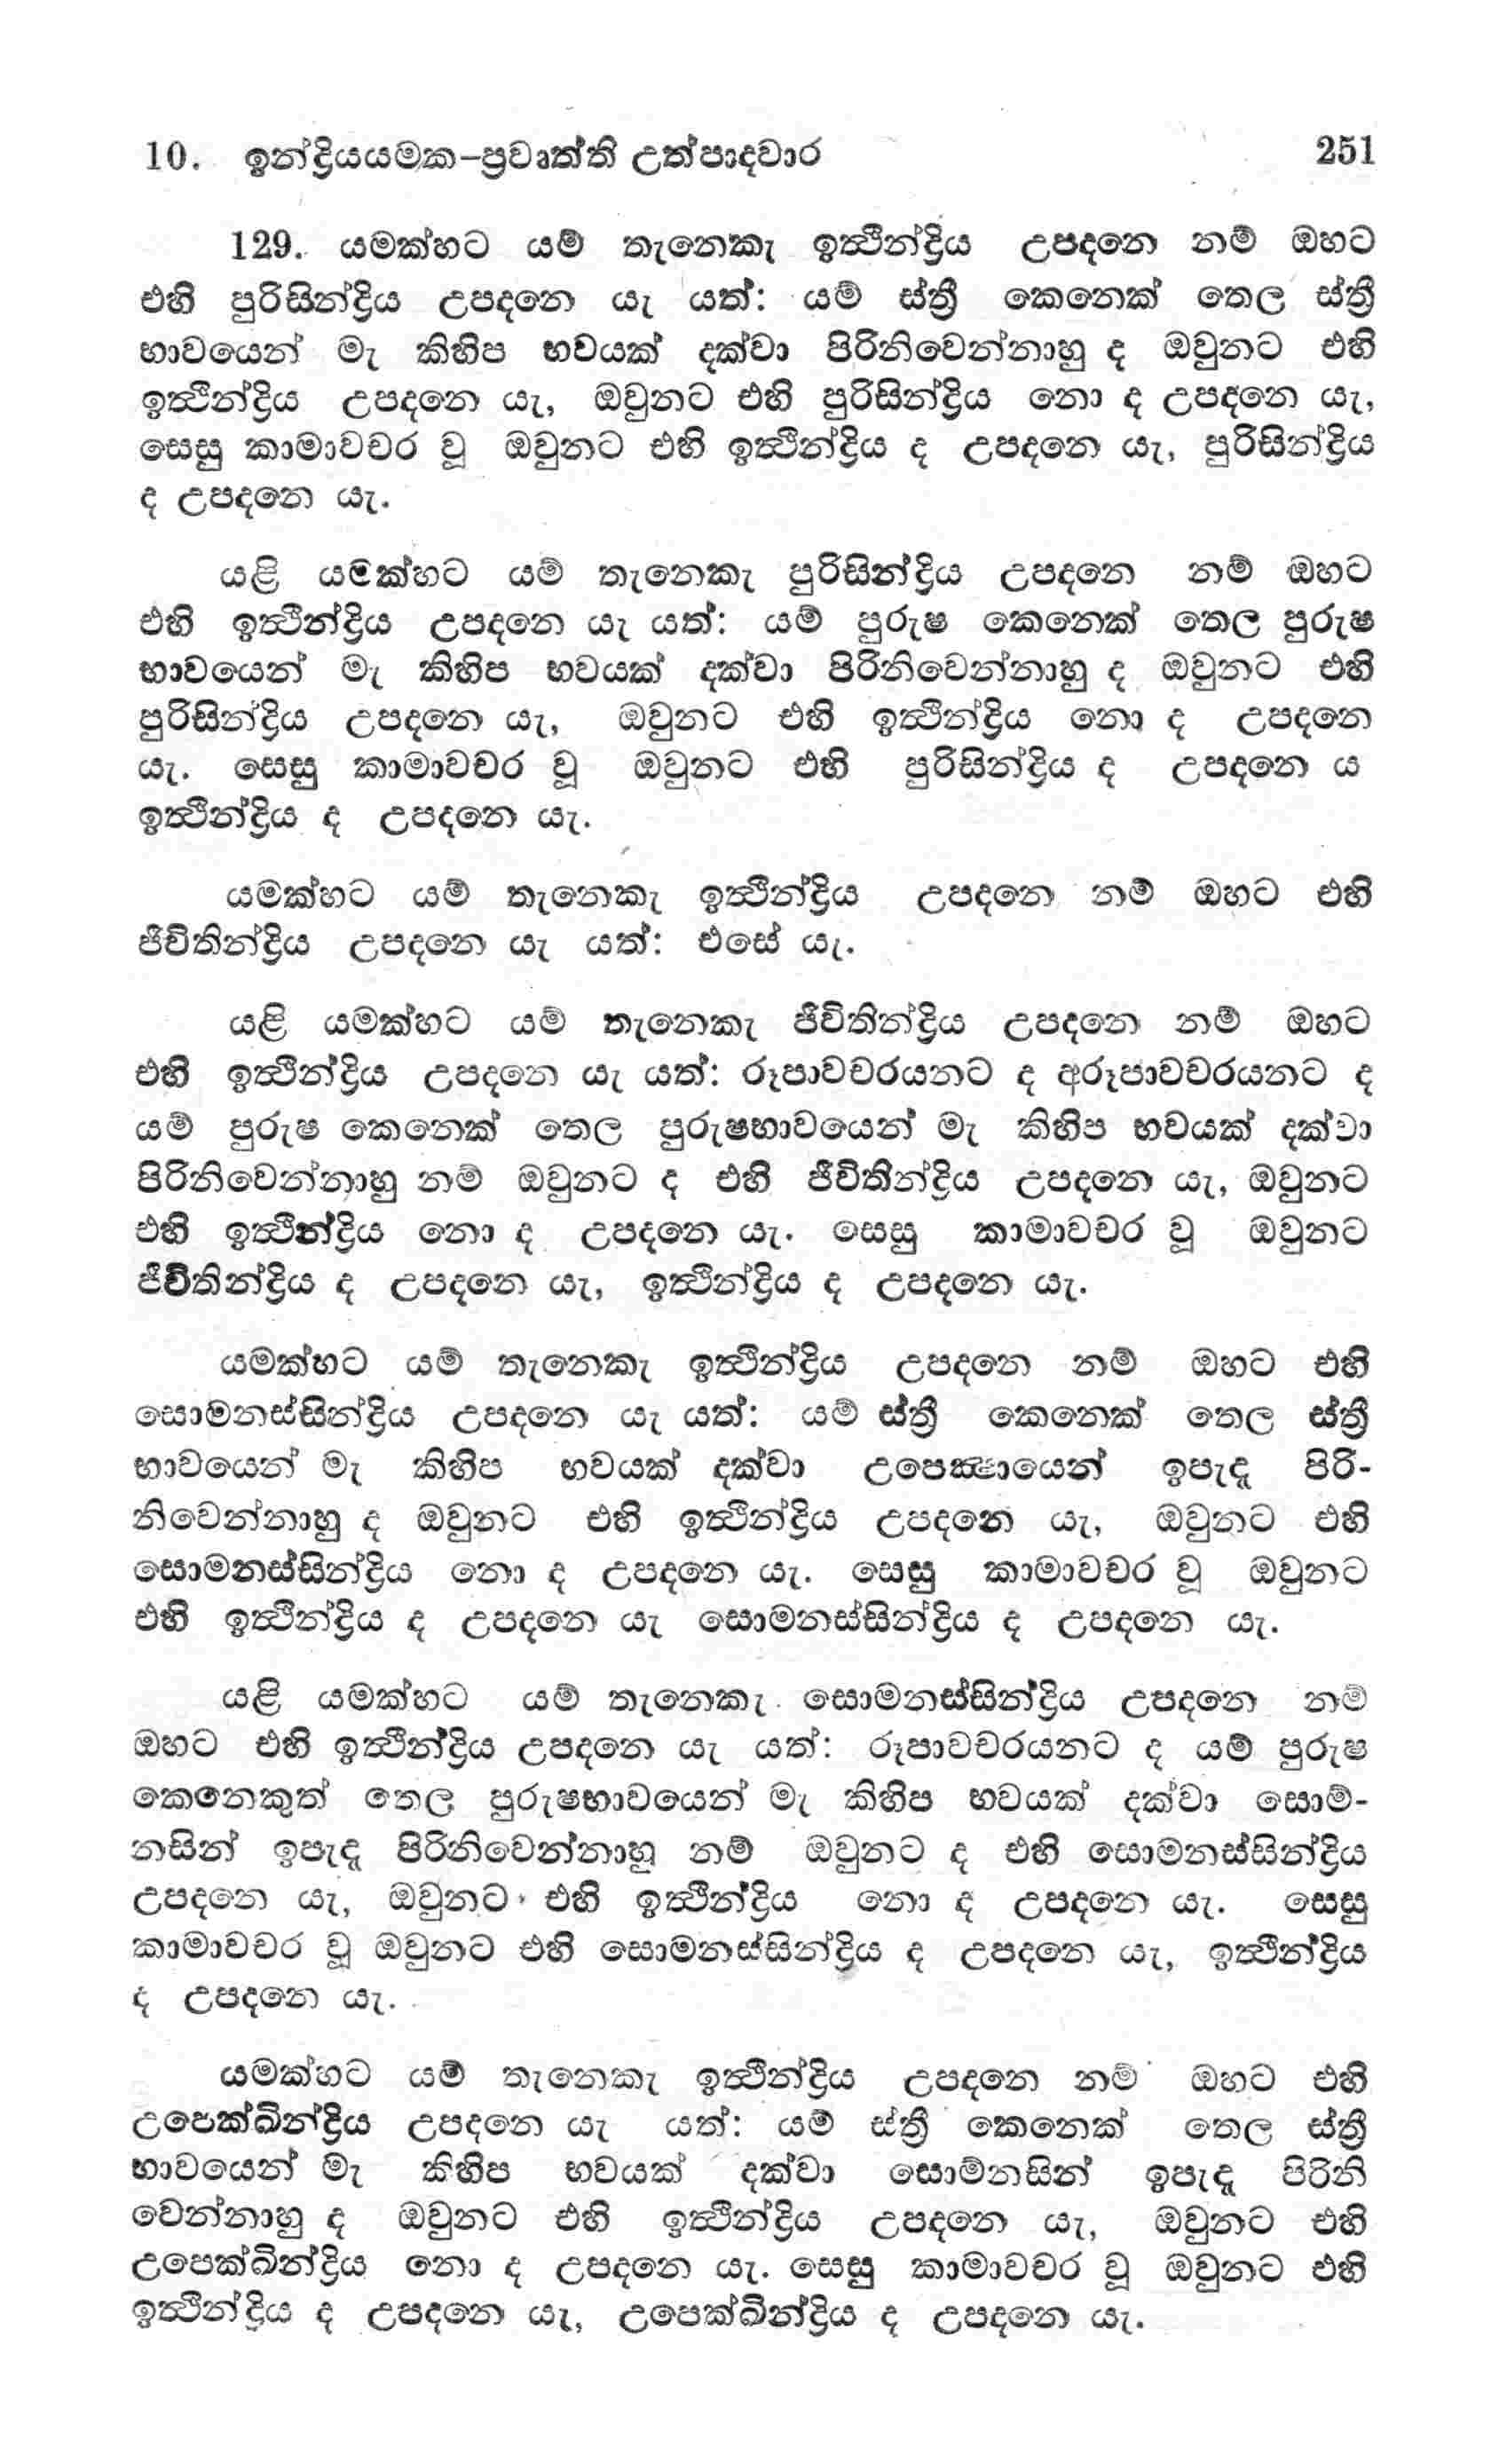 10. ඉන්ද්‍රියයමක-ප්‍රවෘත්ති උත්පාදවාර 251
129. යමක්හට යම් තැනෙකැ ඉත්‍ථින්ද්‍රිය උපදනෙ නම් ඔහට
එහි පුරිසින්ද්‍රිය උපදනෙ යැ යත්: යම් ස්ත්‍රී කෙනෙක් තෙල ස්ත්‍රී
භාවයෙන් මැ කිහිප භවයක් දක්වා පිරිනිවෙන්නාහු ද ඔවුනට එහි
ඉත්‍ථින්ද්‍රිය උපදනෙ යැ, ඔවුනට එහි පුරිසින්ද්‍රිය නො ද උපදනෙ යැ,
සෙසු කාමාවචර වූ ඔවුනට එහි ඉත්‍ථින්ද්‍රිය ද උපදනෙ යැ, පුරිසින්ද්‍රිය
ද උපදනෙ යැ.
යළි යමක්හට යම් තැනෙකැ පුරිසින්ද්‍රිය උපදනෙ නම් ඔහට
එහි ඉත්‍ථින්ද්‍රිය උපදනෙ යැ යත්: යම් පුරුෂ කෙනෙක් තෙල පුරුෂ
භාවයෙන් මැ කිහිප භවයක් දක්වා පිරිනිවෙන්නාහු ද ඔවුනට එහි
පුරිසින්ද්‍රිය උපදනෙ යැ, ඔවුනට එහි ඉත්‍ථින්ද්‍රිය නො ද උපදනෙ
යැ. සෙසු කාමාවචර වූ ඔවුනට එහි පුරිසින්ද්‍රිය ද උපදනෙ ය
ඉත්‍ථින්ද්‍රිය ද උපදනෙ යැ.
යමක්හට යම් තැනෙකැ ඉත්‍ථින්ද්‍රිය උපදනෙ නම් ඔහට එහි
ජීවිතින්ද්‍රිය උපදනෙ යැ යත්: එසේ යැ.
යළි යමක්හට යම් තැනෙකැ ජීවිතින්ද්‍රිය උපදනෙ නම් ඔහට
එහි ඉත්‍ථින්ද්‍රිය උපදනෙ යැ යත්: රූපාවචරයනට ද අරූපාවචරයනට ද
යම් පුරුෂ කෙනෙක් තෙල පුරුෂභාවයෙන් මැ කිහිප භවයක් දක්වා
පිරිනිවෙන්නාහු නම් ඔවුනට ද එහි ජීවිතින්ද්‍රිය උපදනෙ යැ, ඔවුනට
එහි ඉත්‍ථින්ද්‍රිය නො ද උපදනෙ යැ. සෙසු කාමාවචර වූ ඔවුනට
ජීවිතින්ද්‍රිය ද උපදනෙ යැ, ඉත්‍ථින්ද්‍රිය ද උපදනෙ යැ.
යමක්හට යම් තැනෙකැ ඉත්‍ථින්ද්‍රිය උපදනෙ නම් ඔහට එහි
සොමනස්සින්ද්‍රිය උපදනෙ යැ යත්: යම් ස්ත්‍රී කෙනෙක් තෙල ස්ත්‍රී
භාවයෙන් මැ කිහිප භවයක් දක්වා උපෙක්‍ෂායෙන් ඉපැදූ පිරි-
නිවෙන්නාහු ද ඔවුනට එහි ඉත්‍ථින්ද්‍රිය උපදනෙ යැ, ඔවුනට එහි
සොමනස්සින්ද්‍රිය නො ද උපදනෙ යැ. සෙසු කාමාවචර වූ ඔවුනට
එහි ඉත්‍ථින්ද්‍රිය ද උපදනෙ යැ සොමනස්සින්ද්‍රිය ද උපදනෙ යැ.
යළි යමක්හට යම් තැනෙකැ සොමනස්සින්ද්‍රිය උපදනෙ නම්
ඔහට එහි ඉත්‍ථින්ද්‍රිය උපදනෙ යැ යත්: රූපාවචරයනට ද යම් පුරුෂ
කෙනෙකුත් තෙල පුරුෂභාවයෙන් මැ කිහිප භවයක් දක්වා සොම්-
නසින් ඉපැදූ පිරිනිවෙන්නාහු නම් ඔවුනට ද එහි සොමනස්සින්ද්‍රිය
උපදනෙ යැ, ඔවුනට එහි ඉත්‍ථින්ද්‍රිය නො ද උපදනෙ යැ. සෙසු
කාමාවචර වූ ඔවුනට එහි සොමනස්සින්ද්‍රිය ද උපදනෙ යැ, ඉත්‍ථින්ද්‍රිය
ද උපදනෙ යැ.
යමක්හට යම් තැනෙකැ ඉත්‍ථින්ද්‍රිය උපදනෙ නම් ඔහට එහි
උපෙක්ඛින්ද්‍රිය උපදනෙ යැ යත්: යම් ස්ත්‍රී කෙනෙක් තෙල ස්ත්‍රී
භාවයෙන් මැ කිහිප භවයක් දක්වා සොම්නසින් ඉපැදූ පිරිනි
වෙන්නාහු ද ඔවුනට එහි ඉත්‍ථින්ද්‍රිය උපදනෙ යැ, ඔවුනට එහි
උපෙක්ඛින්ද්‍රිය නො ද උපදනෙ යැ. සෙසු කාමාවචර වූ ඔවුනට එහි
ඉත්‍ථින්ද්‍රිය ද උපදනෙ යැ, උපෙක්ඛින්ද්‍රිය ද උපදනෙ යැ.